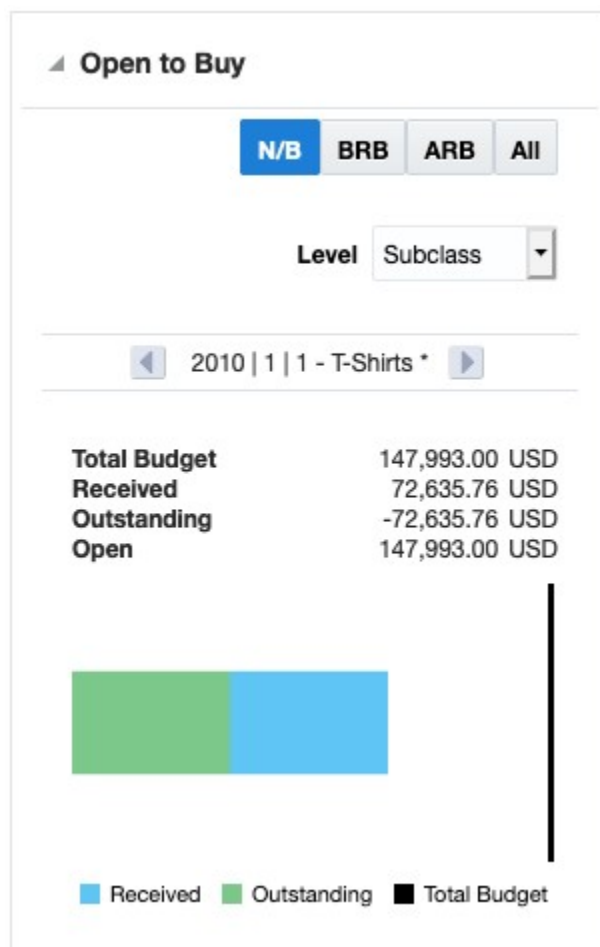 Open to Buy
N/B BRB ARB All
Level Subclass
2010 | 1 | 1 - T-Shirts *
Total Budget 147,993.00 USD
Received 72,635.76 USD
Outstanding -72,635.76 USD
Open 147,993.00 USD
Received Outstanding Total Budget